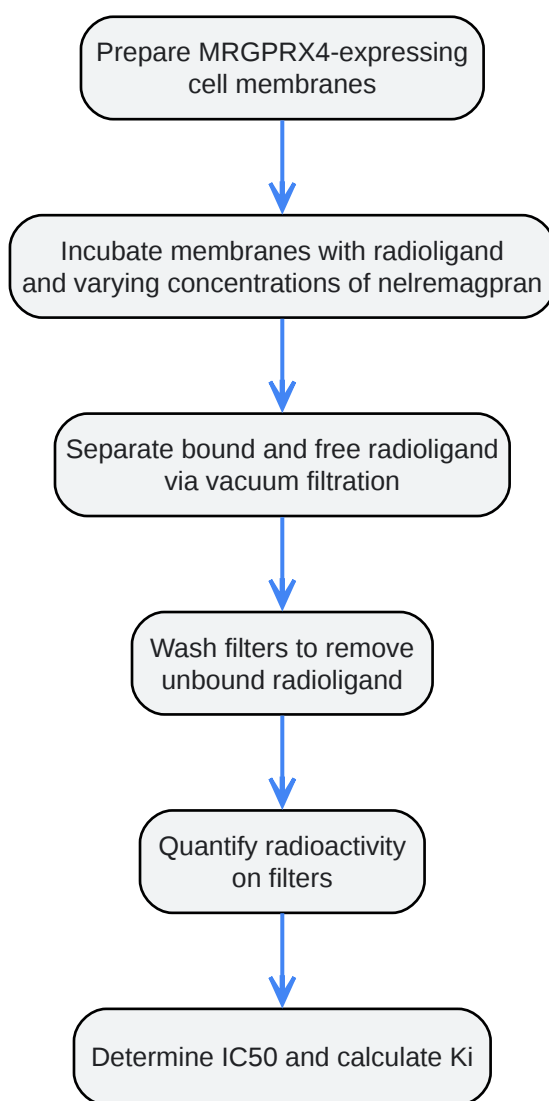 Prepare MRGPRX4-expressing
cell membranes
Incubate membranes with radioligand
and varying concentrations of nelremagpran
Separate bound and free radioligand
via vacuum filtration
Wash filters to remove
unbound radioligand
Quantify radioactivity
on filters
Determine IC50 and calculate Ki